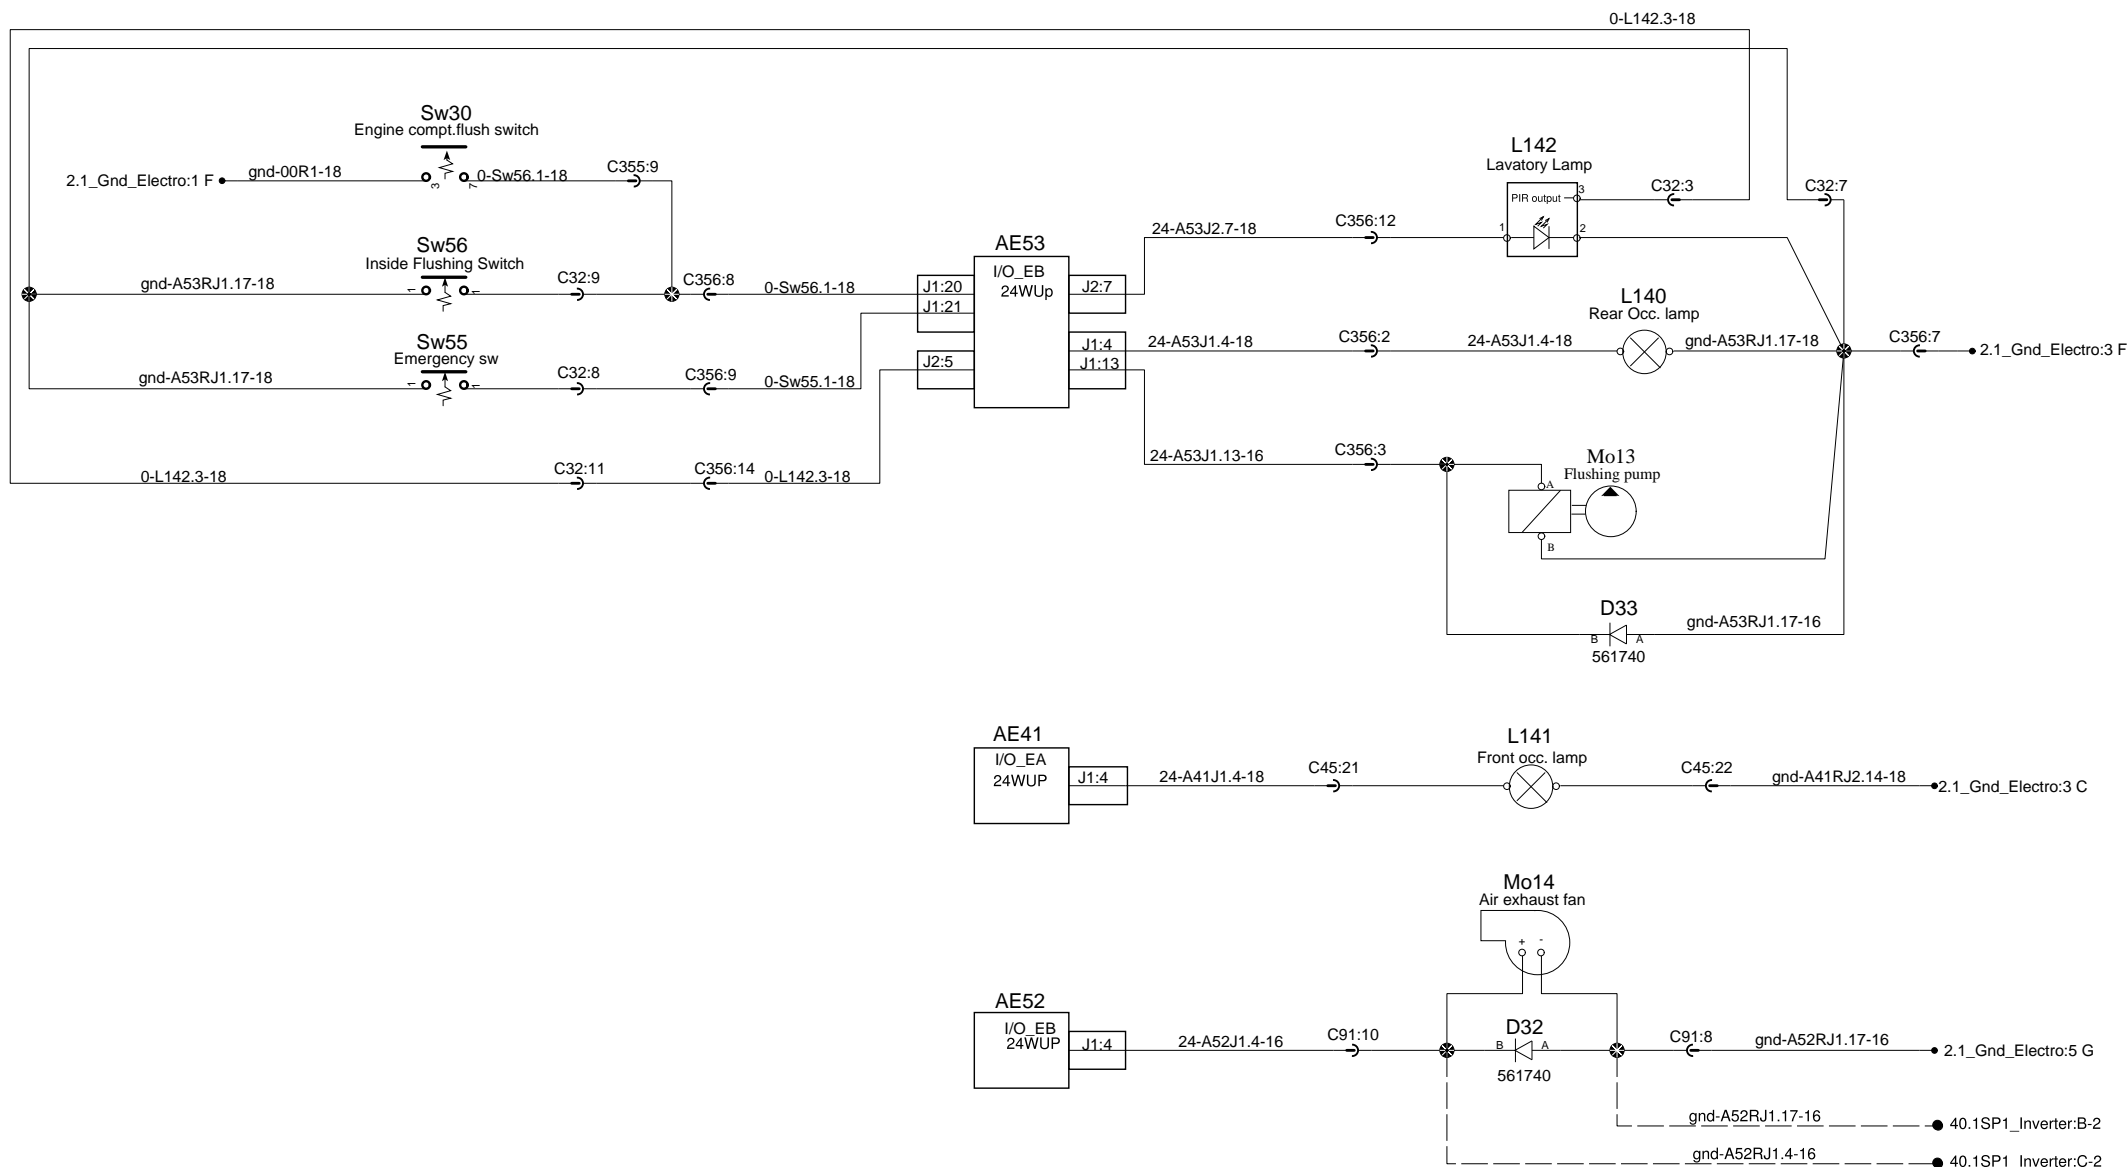 0-L142.3-18
Sw30
Engine compt.flush switch
2.1_Gnd_Electro:1 F
gnd-00R1-18
3
7
0-Sw56.1-18
C355:9
Sw56
Inside Flushing Switch
gnd-A53RJ1.17-18
1
1
C32:9
C356:8
0-Sw56.1-18
Sw55
Emergency sw
gnd-A53RJ1.17-18
1
1
C32:8
C356:9
0-Sw55.1-18
0-L142.3-18
C32:11
C356:14
0-L142.3-18
AE53
I/O_EB
24WUp
J1:20
J1:21
J2:5
J2:7
J1:4
J1:13
24-A53J2.7-18
C356:12
L142
Lavatory Lamp
PIR output
3
1
2
C32:3
C32:7
24-A53J1.4-18
C356:2
24-A53J1.4-18
L140
Rear Occ. lamp
gnd-A53RJ1.17-18
C356:7
2.1_Gnd_Electro:3 F
24-A53J1.13-16
C356:3
Mo13
Flushing pump
A
B
D33
B
A
561740
gnd-A53RJ1.17-16
AE41
I/O_EA
24WUP
J1:4
24-A41J1.4-18
C45:21
L141
Front occ. lamp
C45:22
gnd-A41RJ2.14-18
2.1_Gnd_Electro:3 C
Mo14
Air exhaust fan
+ -
AE52
I/O_EB
24WUP
J1:4
24-A52J1.4-16
C91:10
D32
B
A
561740
C91:8
gnd-A52RJ1.17-16
2.1_Gnd_Electro:5 G
gnd-A52RJ1.17-16
40.1SP1_Inverter:B-2
gnd-A52RJ1.4-16
40.1SP1_Inverter:C-2